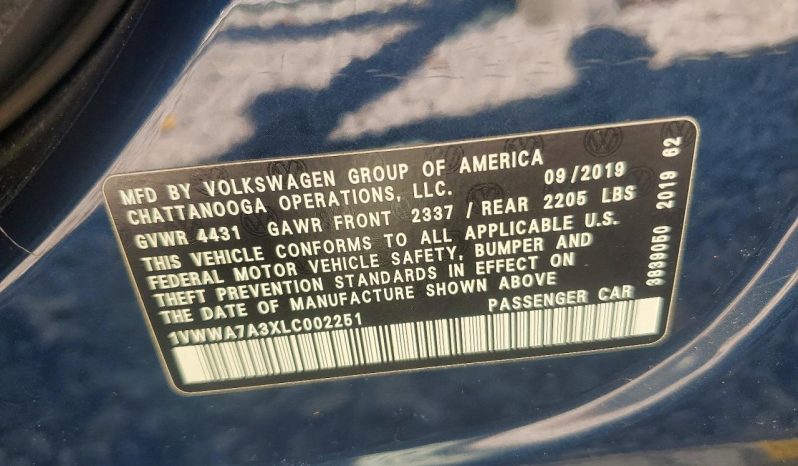 MFD BY VOLKSWAGEN GROUP OF AMERICA
CHATTANOOGA OPERATIONS, LLC. 09/2019
GVWR 4431 GAWR FRONT 2337 / REAR 2205 LBS
THIS VEHICLE CONFORMS TO ALL APPLICABLE U.S.
FEDERAL MOTOR VEHICLE SAFETY, BUMPER AND
THEFT PREVENTION STANDARDS IN EFFECT ON
THE DATE OF MANUFACTURE SHOWN ABOVE
1VWWA7A3XLC002251 PASSENGER CAR
3839050 2019 62